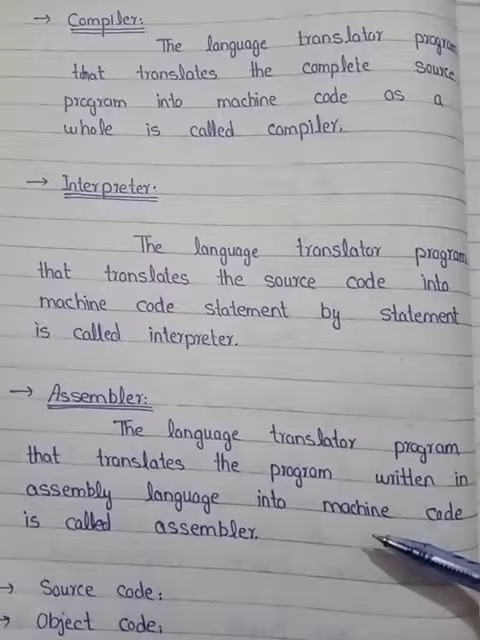 → Compiler:
The language translator program
that translates the complete source
program into machine code as a
whole is called compiler.
→ Interpreter:
The language translator program
that translates the source code into
machine code statement by statement
is called interpreter.
→ Assembler:
The language translator program
that translates the program written in
assembly language into machine code
is called assembler.
→ Source code:
→ Object code: